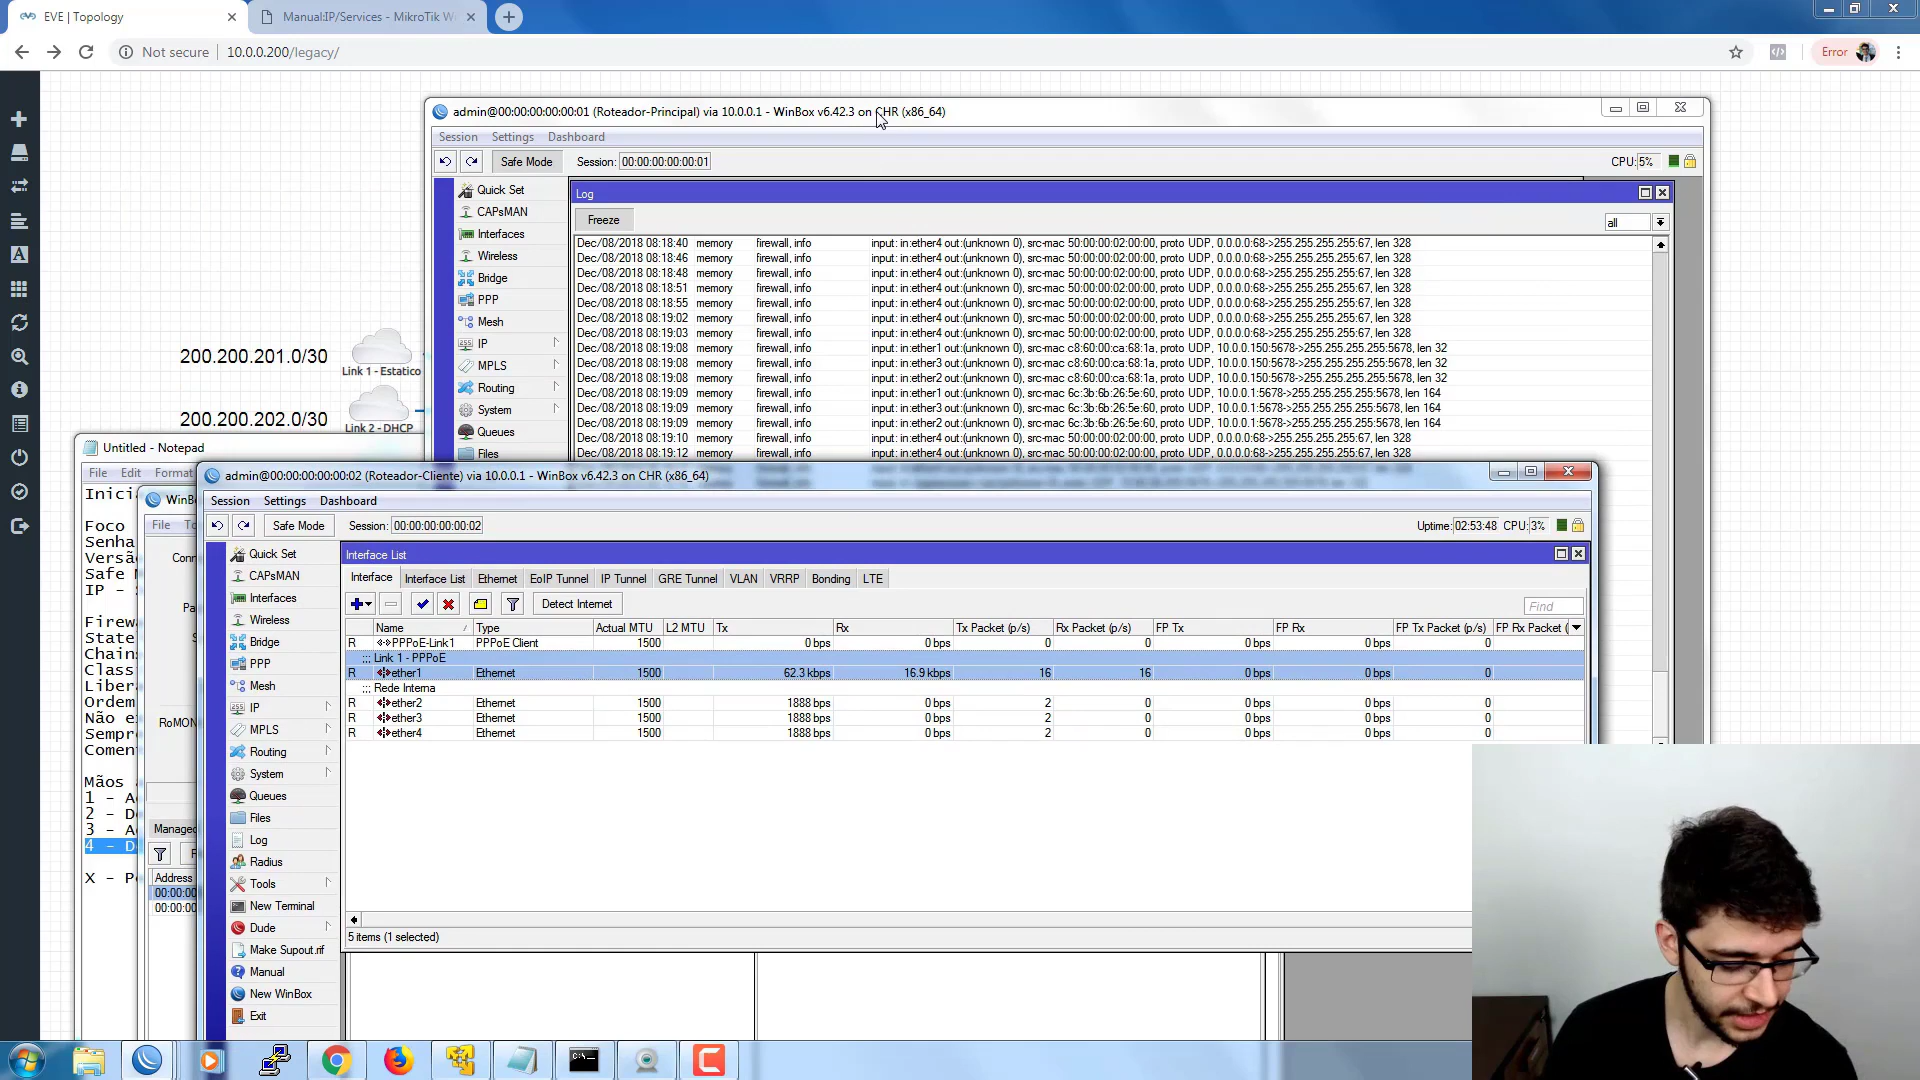 EVE | Topology
Manual:IP/Services - MikroTik W
Not secure
10.0.0.200/legacy/
Error
admin@00:00:00:00:00:01 (Roteador-Principal) via 10.0.0.1 - WinBox v6.42.3 on CHR (x86_64)
Session Settings Dashboard
Safe Mode Session: 00:00:00:00:00:01 CPU: 5%
Quick Set
CAPsMAN
Interfaces
Wireless
Bridge
PPP
Mesh
IP
MPLS
Routing
System
Queues
Files
Log
Freeze
all
Dec/08/2018 08:18:40 memory firewall, info input: in:ether4 out:(unknown 0), src-mac 50:00:00:02:00:00, proto UDP, 0.0.0.0:68->255.255.255.255:67, len 328
Dec/08/2018 08:18:46 memory firewall, info input: in:ether4 out:(unknown 0), src-mac 50:00:00:02:00:00, proto UDP, 0.0.0.0:68->255.255.255.255:67, len 328
Dec/08/2018 08:18:48 memory firewall, info input: in:ether4 out:(unknown 0), src-mac 50:00:00:02:00:00, proto UDP, 0.0.0.0:68->255.255.255.255:67, len 328
Dec/08/2018 08:18:51 memory firewall, info input: in:ether4 out:(unknown 0), src-mac 50:00:00:02:00:00, proto UDP, 0.0.0.0:68->255.255.255.255:67, len 328
Dec/08/2018 08:18:55 memory firewall, info input: in:ether4 out:(unknown 0), src-mac 50:00:00:02:00:00, proto UDP, 0.0.0.0:68->255.255.255.255:67, len 328
Dec/08/2018 08:19:02 memory firewall, info input: in:ether4 out:(unknown 0), src-mac 50:00:00:02:00:00, proto UDP, 0.0.0.0:68->255.255.255.255:67, len 328
Dec/08/2018 08:19:03 memory firewall, info input: in:ether4 out:(unknown 0), src-mac 50:00:00:02:00:00, proto UDP, 0.0.0.0:68->255.255.255.255:67, len 328
Dec/08/2018 08:19:08 memory firewall, info input: in:ether1 out:(unknown 0), src-mac c8:60:00:ca:68:1a, proto UDP, 10.0.0.150:5678->255.255.255.255:5678, len 32
Dec/08/2018 08:19:08 memory firewall, info input: in:ether3 out:(unknown 0), src-mac c8:60:00:ca:68:1a, proto UDP, 10.0.0.150:5678->255.255.255.255:5678, len 32
Dec/08/2018 08:19:08 memory firewall, info input: in:ether2 out:(unknown 0), src-mac c8:60:00:ca:68:1a, proto UDP, 10.0.0.150:5678->255.255.255.255:5678, len 32
Dec/08/2018 08:19:09 memory firewall, info input: in:ether1 out:(unknown 0), src-mac 6c:3b:6b:26:5e:60, proto UDP, 10.0.0.1:5678->255.255.255.255:5678, len 164
Dec/08/2018 08:19:09 memory firewall, info input: in:ether3 out:(unknown 0), src-mac 6c:3b:6b:26:5e:60, proto UDP, 10.0.0.1:5678->255.255.255.255:5678, len 164
Dec/08/2018 08:19:09 memory firewall, info input: in:ether2 out:(unknown 0), src-mac 6c:3b:6b:26:5e:60, proto UDP, 10.0.0.1:5678->255.255.255.255:5678, len 164
Dec/08/2018 08:19:10 memory firewall, info input: in:ether4 out:(unknown 0), src-mac 50:00:00:02:00:00, proto UDP, 0.0.0.0:68->255.255.255.255:67, len 328
Dec/08/2018 08:19:12 memory firewall, info input: in:ether4 out:(unknown 0), src-mac 50:00:00:02:00:00, proto UDP, 0.0.0.0:68->255.255.255.255:67, len 328
200.200.201.0/30
Link 1 - Estatico
200.200.202.0/30
Link 2 - DHCP
Untitled - Notepad
File Edit Format
Inici
Foco
Senha
Versão
Safe M
IP - S
Firewa
State
Chains
Class
Libera
Ordem
Não e
Sempre
Coment
Mãos a
1 - A
2 - De
3 - Ac
4 - D
X - Po
WinBo
File To
Conn
Pa
RoMON
Managed
Address
00:00:00
00:00:00
admin@00:00:00:00:00:02 (Roteador-Cliente) via 10.0.0.1 - WinBox v6.42.3 on CHR (x86_64)
Session Settings Dashboard
Safe Mode Session: 00:00:00:00:00:02 Uptime: 02:53:48 CPU: 3%
Quick Set
CAPsMAN
Interfaces
Wireless
Bridge
PPP
Mesh
IP
MPLS
Routing
System
Queues
Files
Log
Radius
Tools
New Terminal
Dude
Make Supout.rif
Manual
New WinBox
Exit
Interface List
Interface Interface List Ethernet EoIP Tunnel IP Tunnel GRE Tunnel VLAN VRRP Bonding LTE
Detect Internet
Find
Name Type Actual MTU L2 MTU Tx Rx Tx Packet (p/s) Rx Packet (p/s) FP Tx FP Rx FP Tx Packet (p/s) FP Rx Packet (
R PPPoE-Link1 PPPoE Client 1500 0 bps 0 bps 0 0 0 bps 0 bps 0
;;; Link 1 - PPPoE
R ether1 Ethernet 1500 62.3 kbps 16.9 kbps 16 16 0 bps 0 bps 0
;;; Rede Interna
R ether2 Ethernet 1500 1888 bps 0 bps 2 0 0 bps 0 bps 0
R ether3 Ethernet 1500 1888 bps 0 bps 2 0 0 bps 0 bps 0
R ether4 Ethernet 1500 1888 bps 0 bps 2 0 0 bps 0 bps 0
5 items (1 selected)